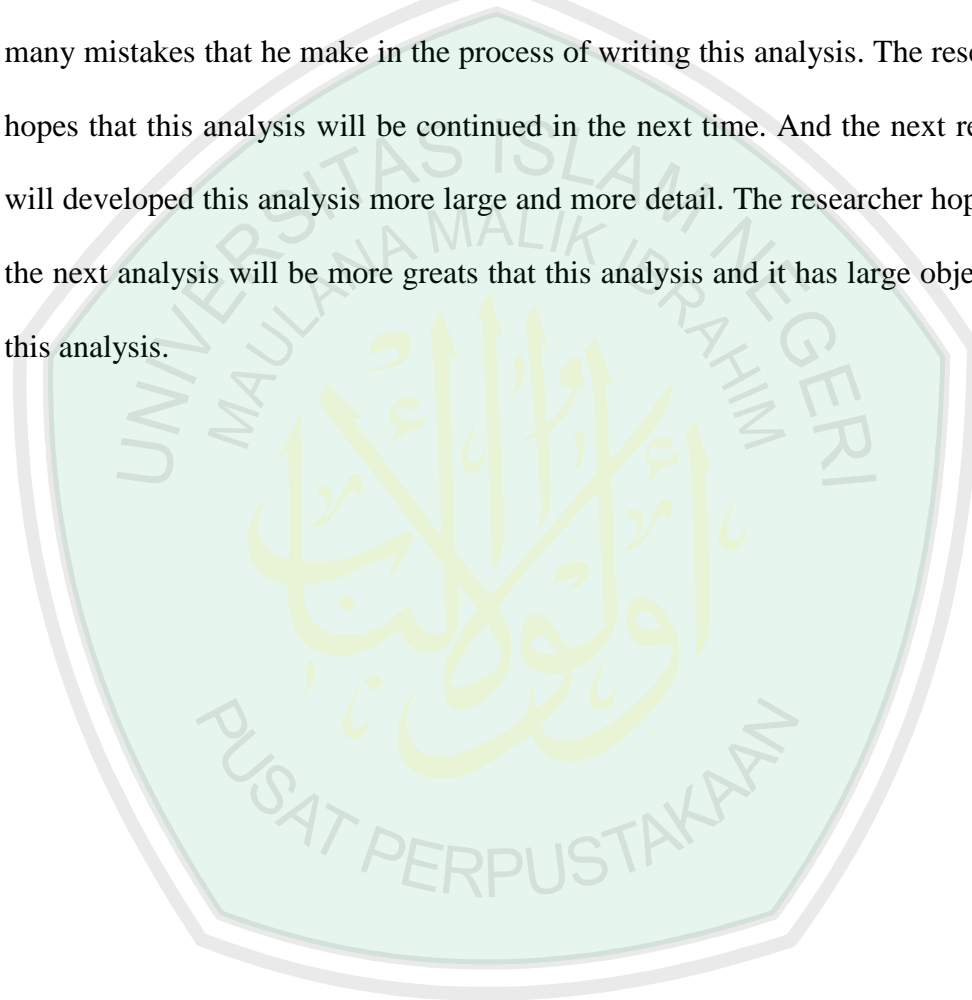 many mistakes that he make in the process of writing this analysis. The rese
hopes that this analysis will be continued in the next time. And the next re
will developed this analysis more large and more detail. The researcher hop
the next analysis will be more greats that this analysis and it has large obje
this analysis.
UNIVERSITAS ISLAM NEGERI
MAULANA MALIK IBRAHIM
PUSAT PERPUSTAKAAN